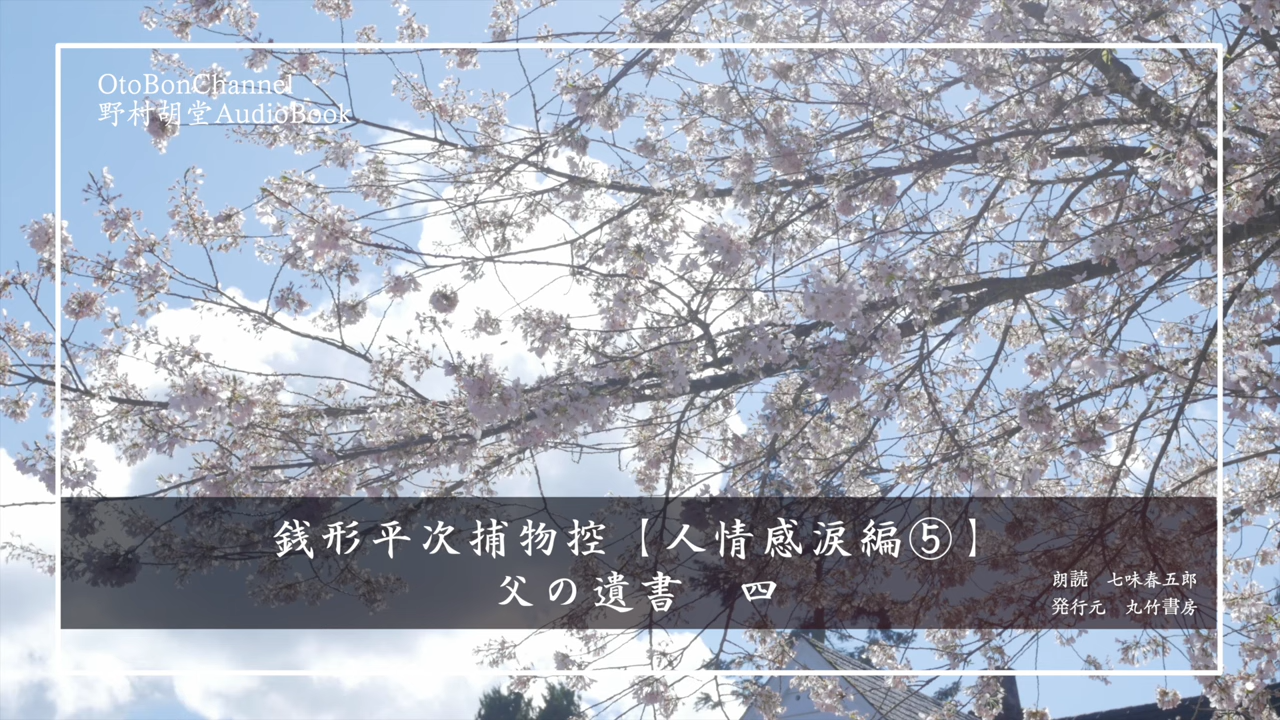 OtoBonChannel
野村胡堂AudioBook
銭形平次捕物控【人情感涙編⑤】
父の遺書　四
朗読　七味春五郎
発行元　丸竹書房